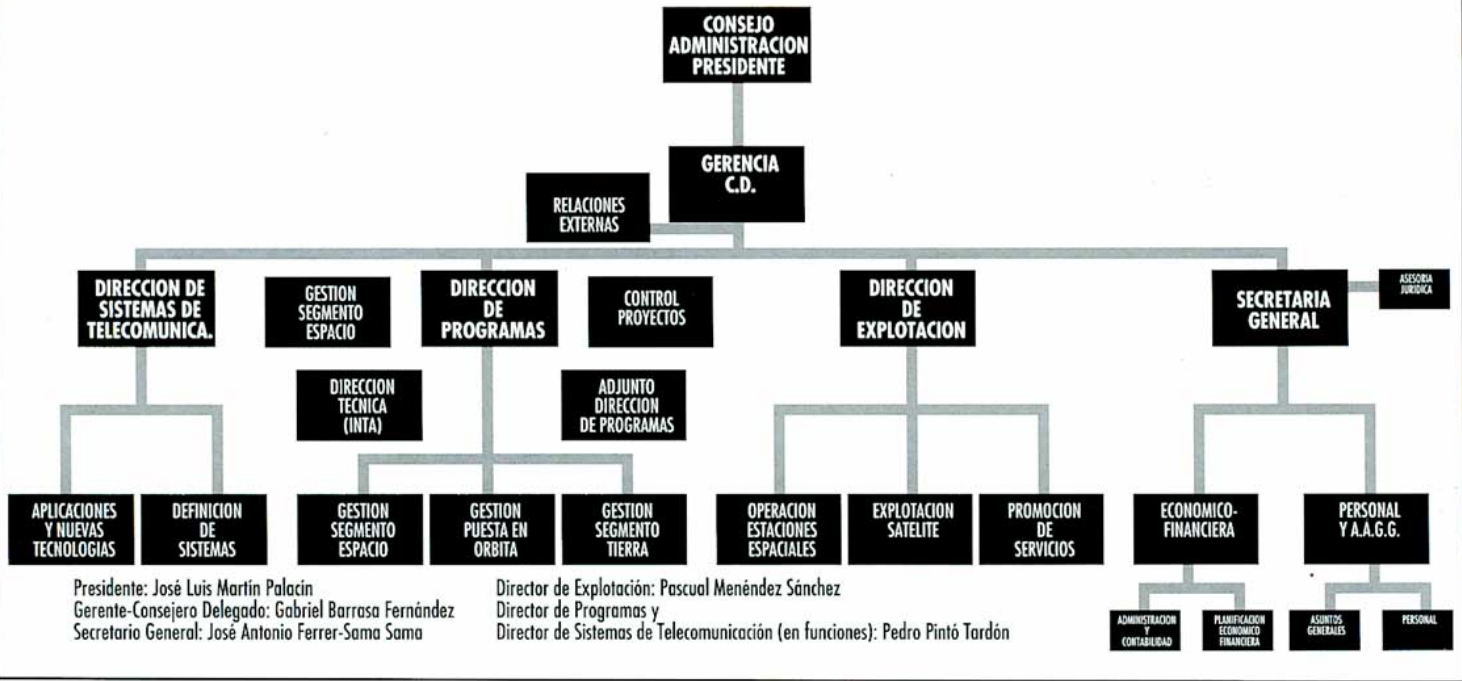 CONSEJO
ADMINISTRACION
PRESIDENTE
GERENCIA
C.D.
RELACIONES
EXTERNAS
DIRECCION DE
SISTEMAS DE
TELECOMUNICA.
GESTION
SEGMENTO
ESPACIO
DIRECCION
DE
PROGRAMAS
CONTROL
PROYECTOS
DIRECCION
DE
EXPLOTACION
SECRETARIA
GENERAL
ASESORIA
JURIDICA
DIRECCION
TECNICA
(INTA)
ADJUNTO
DIRECCION
DE PROGRAMAS
APLICACIONES
Y NUEVAS
TECNOLOGIAS
DEFINICION
DE
SISTEMAS
GESTION
SEGMENTO
ESPACIO
GESTION
PUESTA EN
ORBITA
GESTION
SEGMENTO
TIERRA
OPERACION
ESTACIONES
ESPACIALES
EXPLOTACION
SATELITE
PROMOCION
DE
SERVICIOS
ECONOMICO-
FINANCIERA
PERSONAL
Y A.A.G.G.
ADMINISTRACION
Y
CONTABILIDAD
PLANIFICACION
ECONOMICO
FINANCIERA
ASUNTOS
GENERALES
PERSONAL
Presidente: José Luis Martín Palacín
Gerente-Consejero Delegado: Gabriel Barrasa Fernández
Secretario General: José Antonio Ferrer-Sama Sama
Director de Explotación: Pascual Menéndez Sánchez
Director de Programas y
Director de Sistemas de Telecomunicación (en funciones): Pedro Pintó Tardón